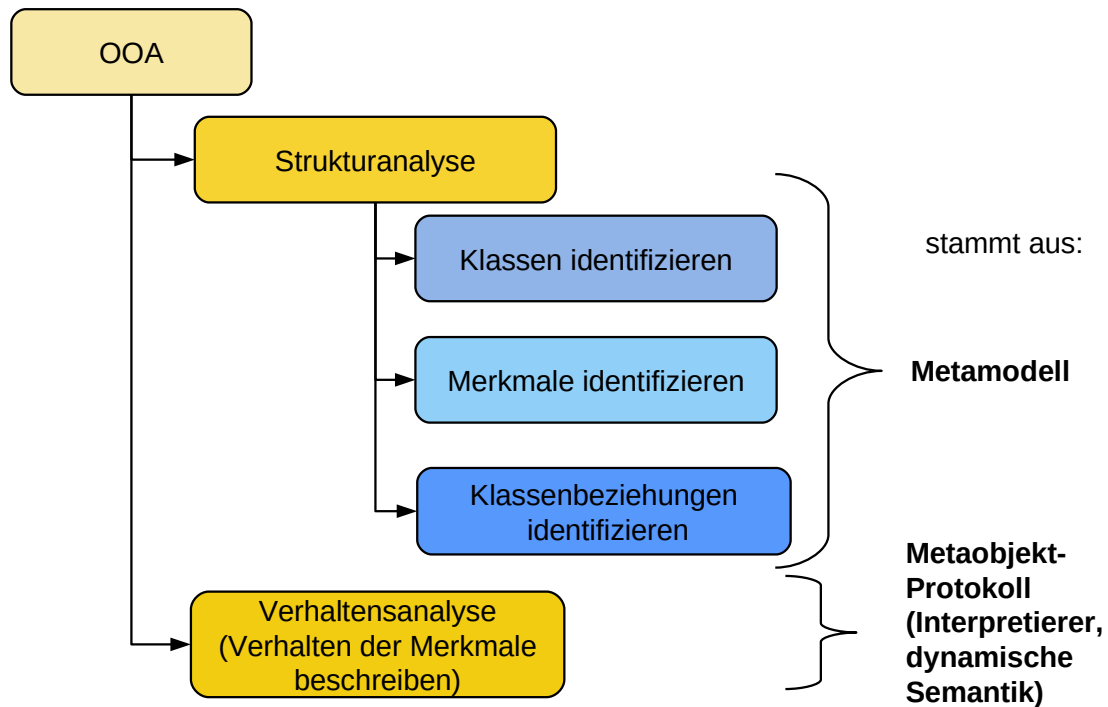 OOA
Strukturanalyse
Klassen identifizieren
stammt aus:
Merkmale identifizieren
Metamodell
Klassenbeziehungen
identifizieren
Verhaltensanalyse
(Verhalten der Merkmale
beschreiben)
Metaobjekt-
Protokoll
(Interpretierer,
dynamische
Semantik)